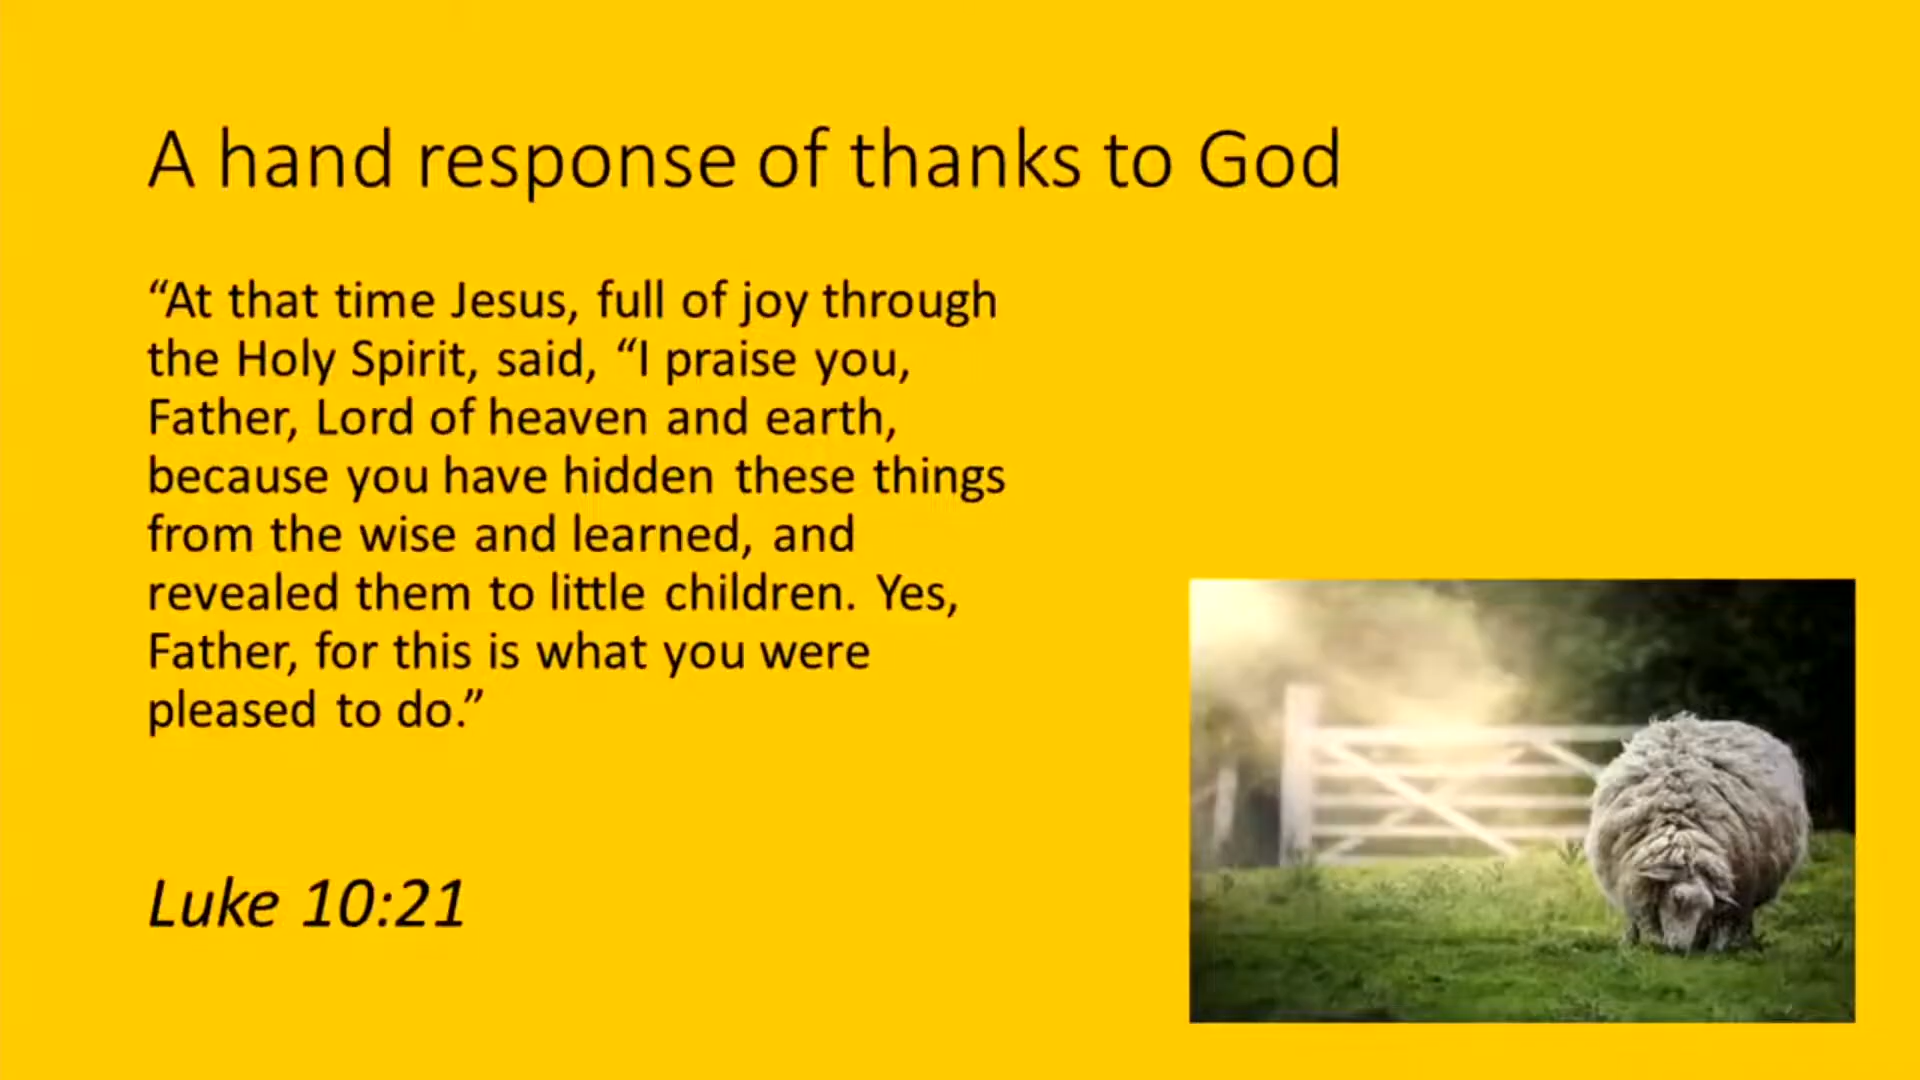 A hand response of thanks to God
“At that time Jesus, full of joy through
the Holy Spirit, said, “I praise you,
Father, Lord of heaven and earth,
because you have hidden these things
from the wise and learned, and
revealed them to little children. Yes,
Father, for this is what you were
pleased to do.”
Luke 10:21